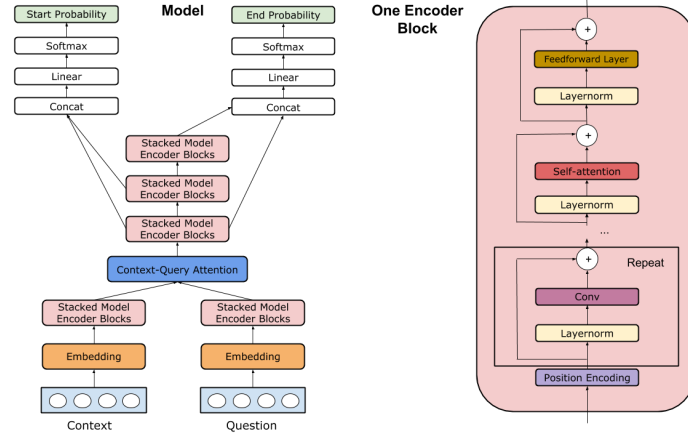 Model
One Encoder
Block
Start Probability
End Probability
Softmax
Softmax
Linear
Linear
Concat
Concat
Stacked Model
Encoder Blocks
Stacked Model
Encoder Blocks
Stacked Model
Encoder Blocks
Context-Query Attention
Stacked Model
Encoder Blocks
Stacked Model
Encoder Blocks
Embedding
Embedding
Context
Question
+
Feedforward Layer
Layernorm
+
Self-attention
Layernorm
...
+
Repeat
Conv
Layernorm
Position Encoding